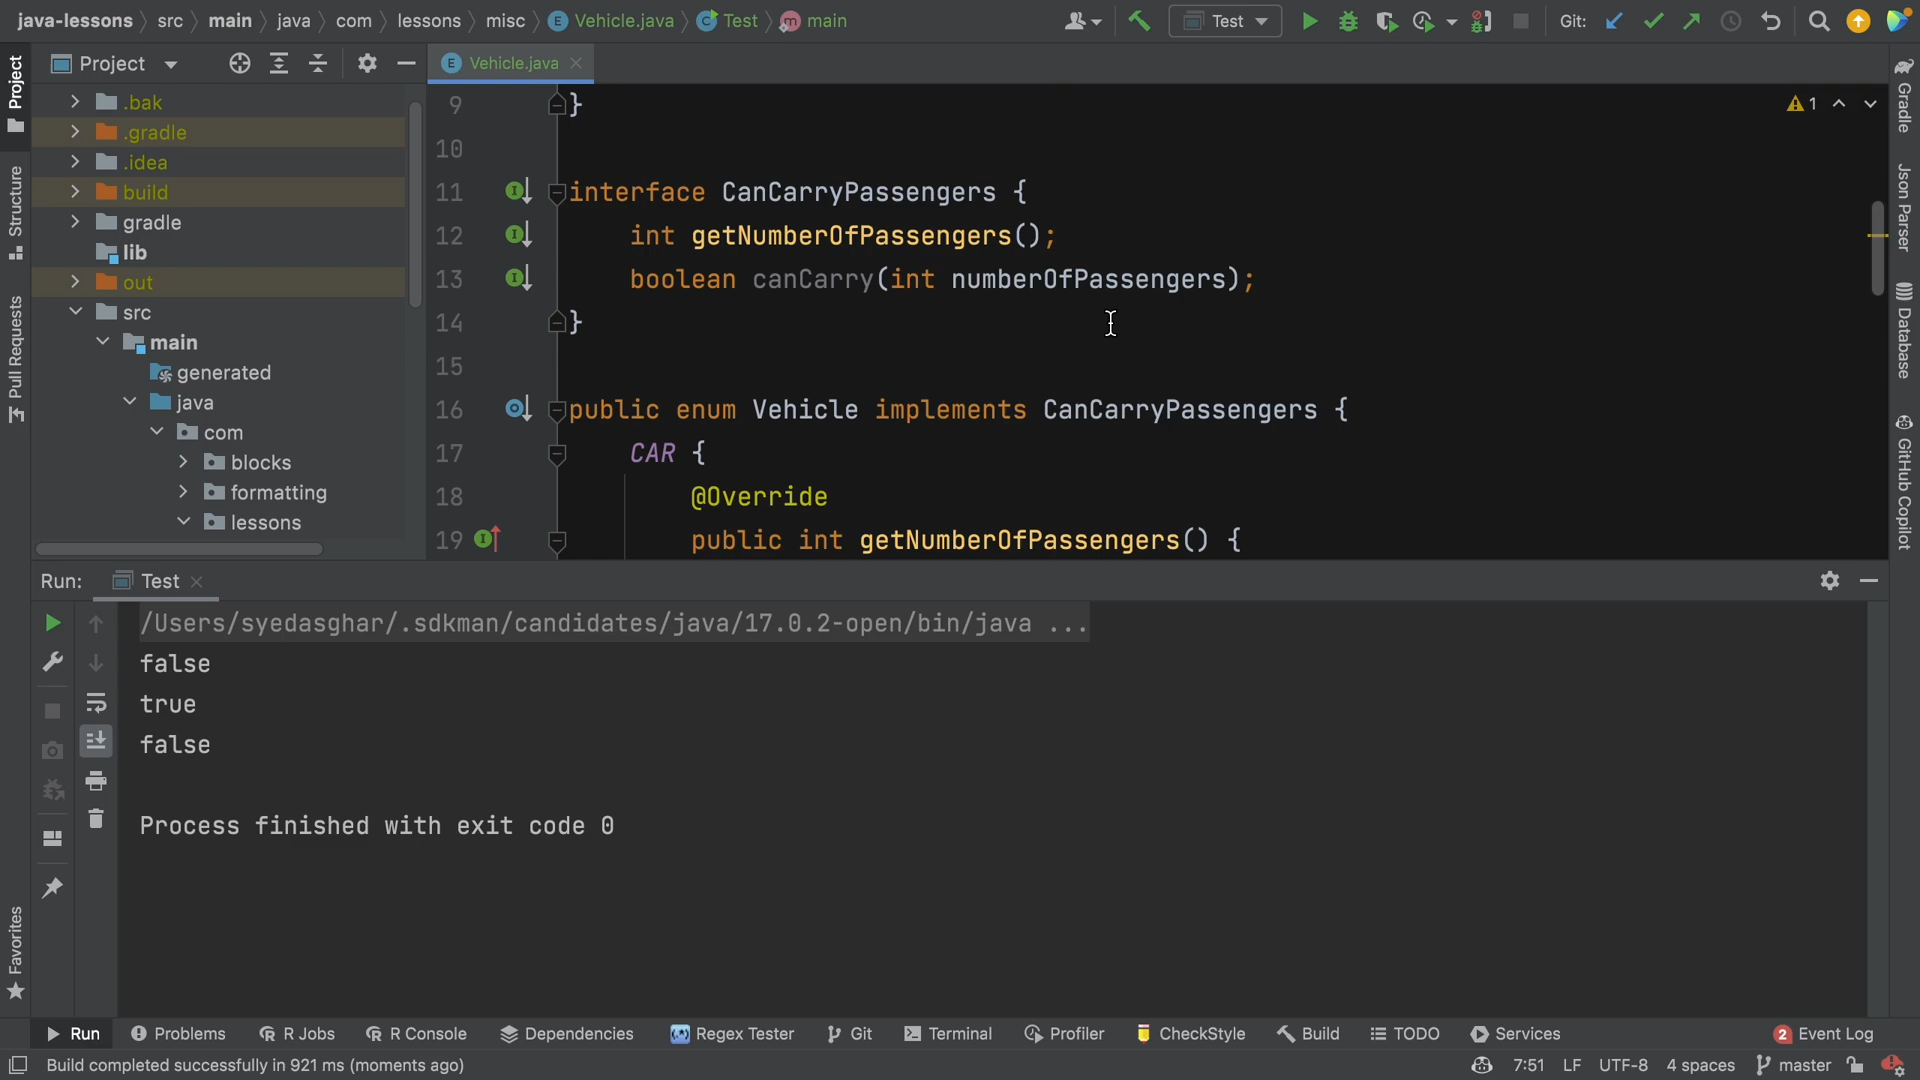 java-lessons src main java com lessons misc Vehicle.java Test main
Test
Git:
Project
Vehicle.java
Project
Structure
Pull Requests
Favorites
.bak
.gradle
.idea
build
gradle
lib
out
src
main
generated
java
com
blocks
formatting
lessons
1
9 }
10
11 interface CanCarryPassengers {
12 int getNumberOfPassengers();
13 boolean canCarry(int numberOfPassengers);
14 }
15
16 public enum Vehicle implements CanCarryPassengers {
17 CAR {
18 @Override
19 public int getNumberOfPassengers() {
Gradle
Json Parser
Database
GitHub Copilot
Run: Test
/Users/syedasghar/.sdkman/candidates/java/17.0.2-open/bin/java ...
false
true
false
Process finished with exit code 0
Run Problems R Jobs R Console Dependencies Regex Tester Git Terminal Profiler CheckStyle Build TODO Services 2 Event Log
Build completed successfully in 921 ms (moments ago) 7:51 LF UTF-8 4 spaces master